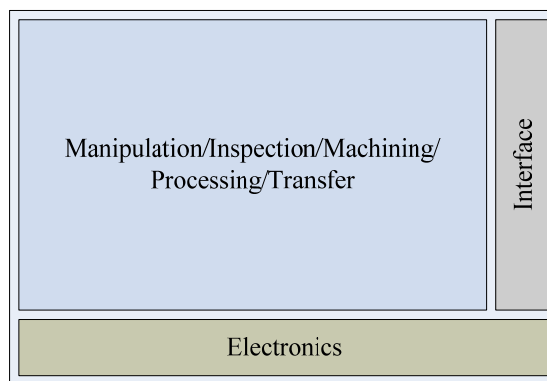 Manipulation/Inspection/Machining/
Processing/Transfer
Interface
Electronics